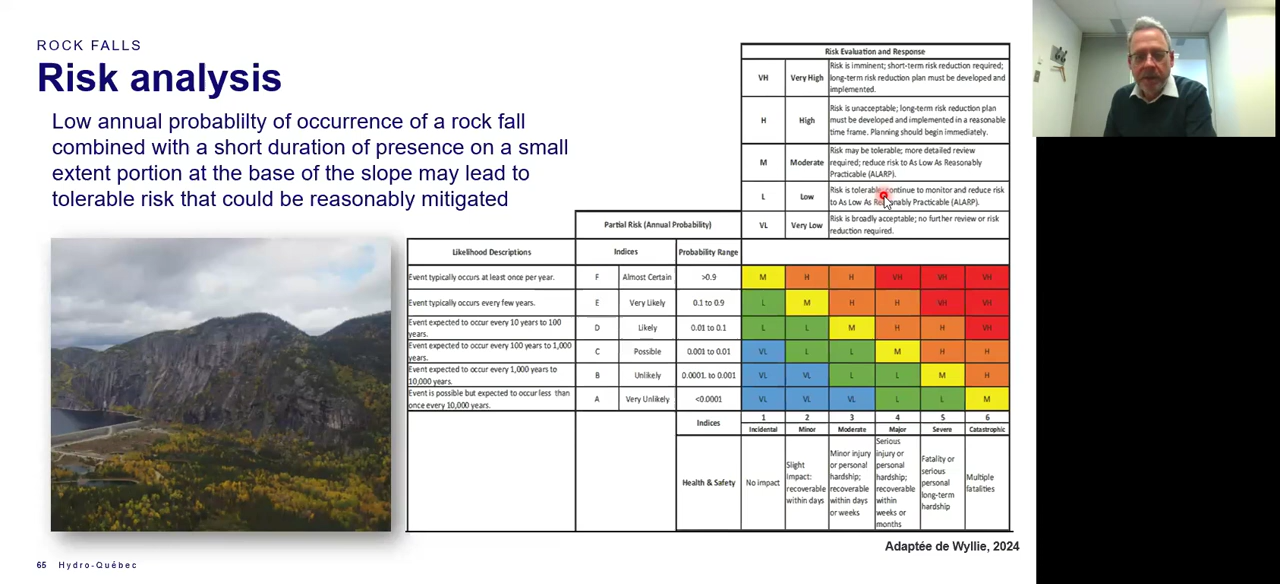 ROCK FALLS
Risk analysis
Low annual probablilty of occurrence of a rock fall
combined with a short duration of presence on a small
extent portion at the base of the slope may lead to
tolerable risk that could be reasonably mitigated
Risk Evaluation and Response
VH Very High Risk is imminent; short-term risk reduction required;
long-term risk reduction plan must be developed and
implemented.
H High Risk is unacceptable; long-term risk reduction plan
must be developed and implemented in a reasonable
time frame. Planning should begin immediately.
M Moderate Risk may be tolerable; more detailed review
required; reduce risk to As Low As Reasonably
Practicable (ALARP).
L Low Risk is tolerable; continue to monitor and reduce risk
to As Low As Reasonably Practicable (ALARP).
VL Very Low Risk is broadly acceptable; no further review or risk
reduction required.
Partial Risk (Annual Probability)
Likelihood Descriptions Indices Probability Range
Event typically occurs at least once per year. F Almost Certain >0.9 M H H VH VH VH
Event typically occurs every few years. E Very Likely 0.1 to 0.9 L M H H VH VH
Event expected to occur every 10 years to 100
years. D Likely 0.01 to 0.1 L L M H H VH
Event expected to occur every 100 years to 1,000
years. C Possible 0.001 to 0.01 VL L L M H H
Event expected to occur every 1,000 years to
10,000 years. B Unlikely 0.0001. to 0.001 VL VL L L M H
Event is possible but expected to occur less than
once every 10,000 years. A Very Unlikely <0.0001 VL VL VL L L M
Indices 1 2 3 4 5 6
Incidental Minor Moderate Major Severe Catastrophic
Health & Safety
No impact
Slight
Impact:
recoverable
within days
Minor injury
or personal
hardship;
recoverable
within days
or weeks
Serious
injury or
personal
hardship;
recoverable
within
weeks or
months
Fatality or
serious
personal
long-term
hardship
Multiple
fatalities
Adaptée de Wyllie, 2024
65 Hydro-Québec